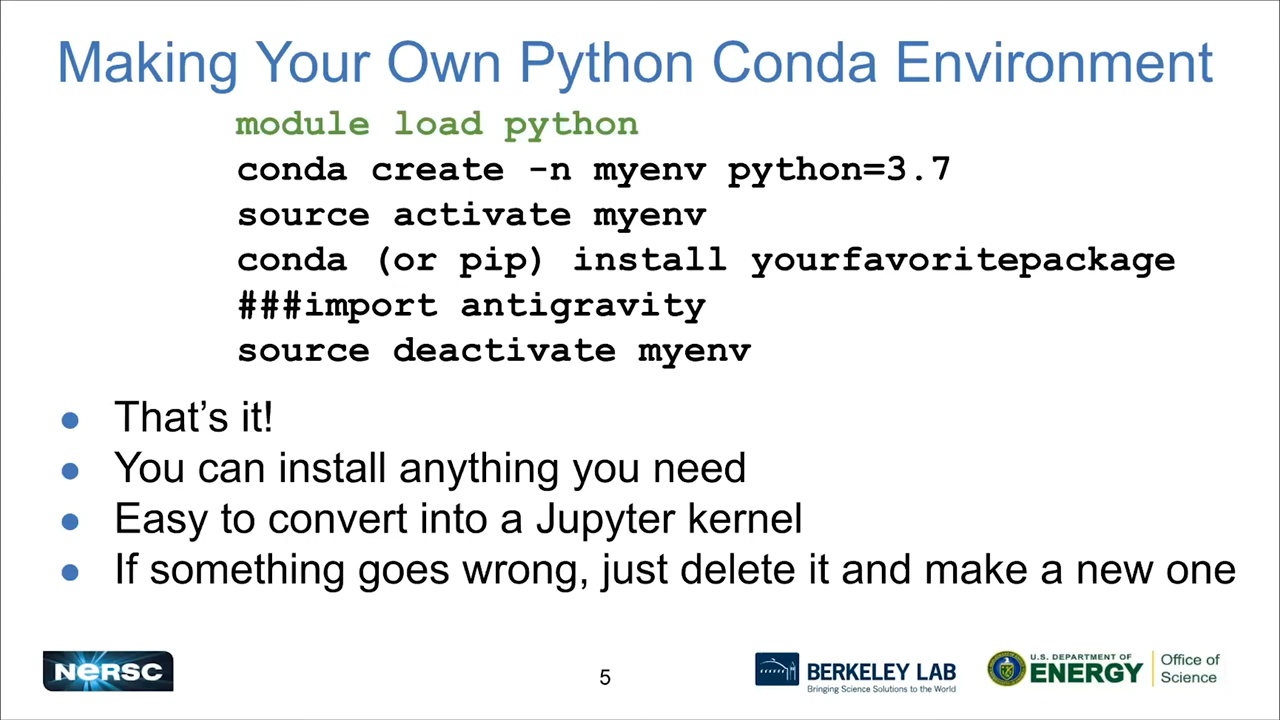 Making Your Own Python Conda Environment
module load python
conda create -n myenv python=3.7
source activate myenv
conda (or pip) install yourfavoritepackage
###import antigravity
source deactivate myenv
● That’s it!
● You can install anything you need
● Easy to convert into a Jupyter kernel
● If something goes wrong, just delete it and make a new one
NERSC
5
BERKELEY LAB
Bringing Science Solutions to the World
U.S. DEPARTMENT OF
ENERGY
Office of
Science